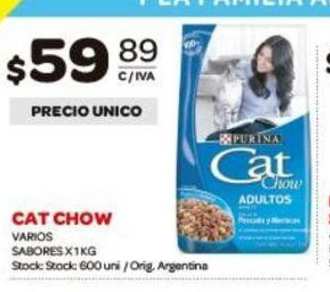 $59 89
C/IVA
PRECIO UNICO
PURINA
Cat
Chow
ADULTOS
Pescado y Mariscos
CAT CHOW
VARIOS
SABORES X 1 KG
Stock: Stock: 600 uni / Orig. Argentina